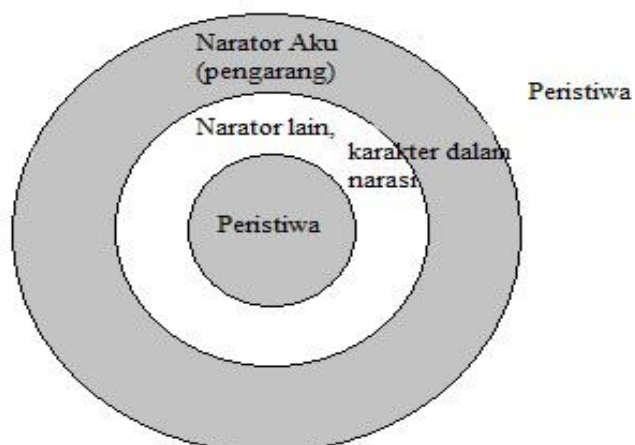 Narator Aku
(pengarang)
Peristiwa
Narator lain,
karakter dalam
narasi
Peristiwa